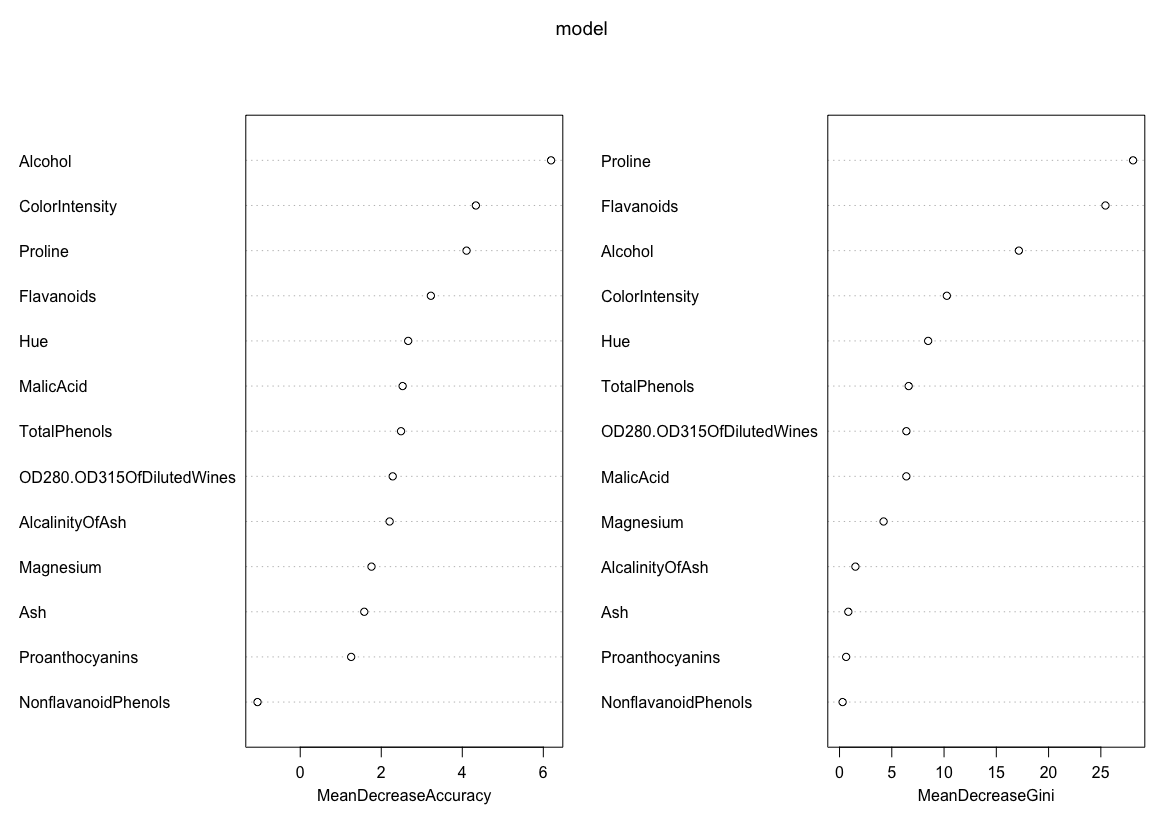 model
Alcohol
ColorIntensity
Proline
Flavanoids
Hue
MalicAcid
TotalPhenols
OD280.OD315OfDilutedWines
AlcalinityOfAsh
Magnesium
Ash
Proanthocyanins
NonflavanoidPhenols
0 2 4 6
MeanDecreaseAccuracy
Proline
Flavanoids
Alcohol
ColorIntensity
Hue
TotalPhenols
OD280.OD315OfDilutedWines
MalicAcid
Magnesium
AlcalinityOfAsh
Ash
Proanthocyanins
NonflavanoidPhenols
0 5 10 15 20 25
MeanDecreaseGini